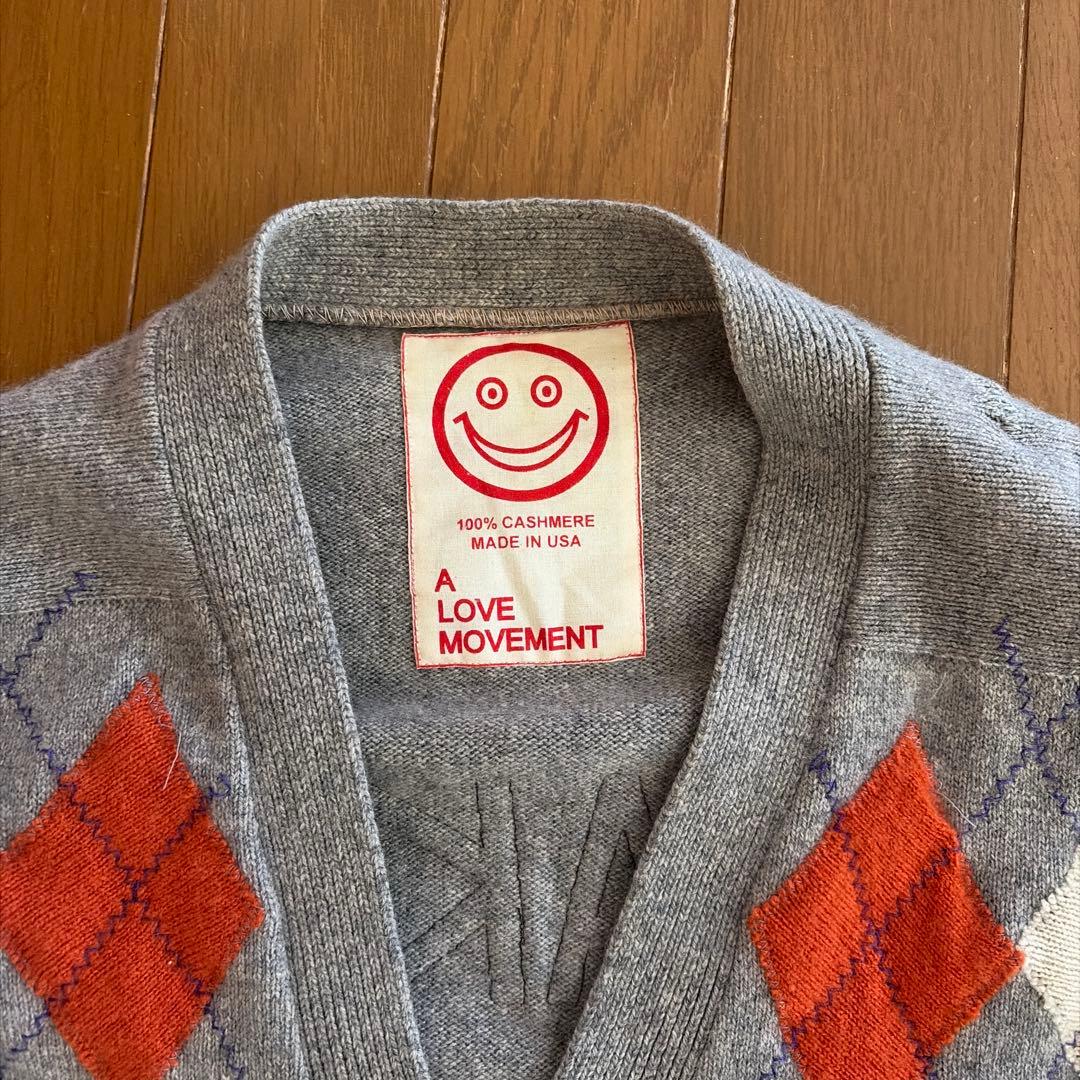 100% CASHMERE
MADE IN USA
A
LOVE
MOVEMENT